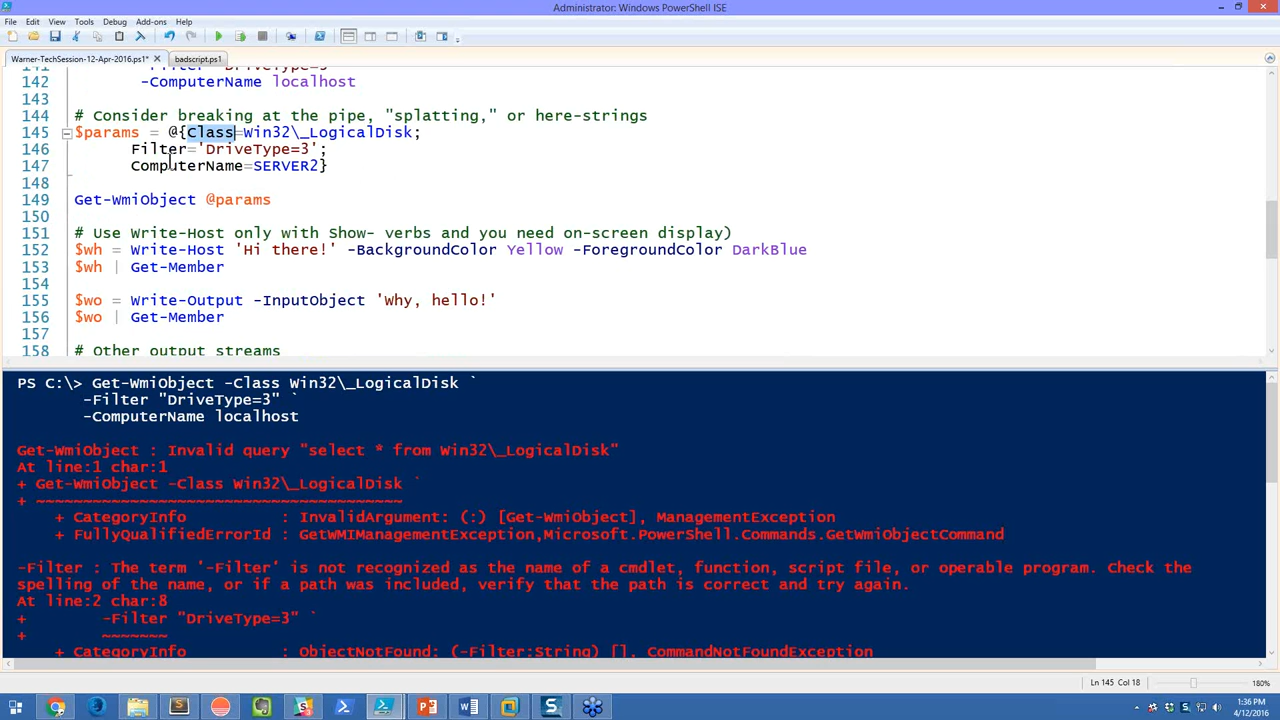 Administrator: Windows PowerShell ISE
File Edit View Tools Debug Add-ons Help
Warner-TechSession-12-Apr-2016.ps1* badscript.ps1
142 -ComputerName localhost
143
144 # Consider breaking at the pipe, "splatting," or here-strings
145 $params = @{Class=Win32\_LogicalDisk;
146 Filter='DriveType=3';
147 ComputerName=SERVER2}
148
149 Get-WmiObject @params
150
151 # Use Write-Host only with Show- verbs and you need on-screen display)
152 $wh = Write-Host 'Hi there!' -BackgroundColor Yellow -ForegroundColor DarkBlue
153 $wh | Get-Member
154
155 $wo = Write-Output -InputObject 'Why, hello!'
156 $wo | Get-Member
157
158 # Other output streams
PS C:\> Get-WmiObject -Class Win32\_LogicalDisk `
-Filter "DriveType=3" `
-ComputerName localhost
Get-WmiObject : Invalid query "select * from Win32\_LogicalDisk"
At line:1 char:1
+ Get-WmiObject -Class Win32\_LogicalDisk `
+ ~~~~~~~~~~~~~~~~~~~~~~~~~~~~~~~~~~~~~~~
+ CategoryInfo : InvalidArgument: (:) [Get-WmiObject], ManagementException
+ FullyQualifiedErrorId : GetWMIManagementException,Microsoft.PowerShell.Commands.GetWmiObjectCommand
-Filter : The term '-Filter' is not recognized as the name of a cmdlet, function, script file, or operable program. Check the
spelling of the name, or if a path was included, verify that the path is correct and try again.
At line:2 char:8
+ -Filter "DriveType=3" `
+ ~~~~~~~
+ CategoryInfo : ObjectNotFound: (-Filter:String) [], CommandNotFoundException
Ln 145 Col 18 180%
1:36 PM
4/12/2016